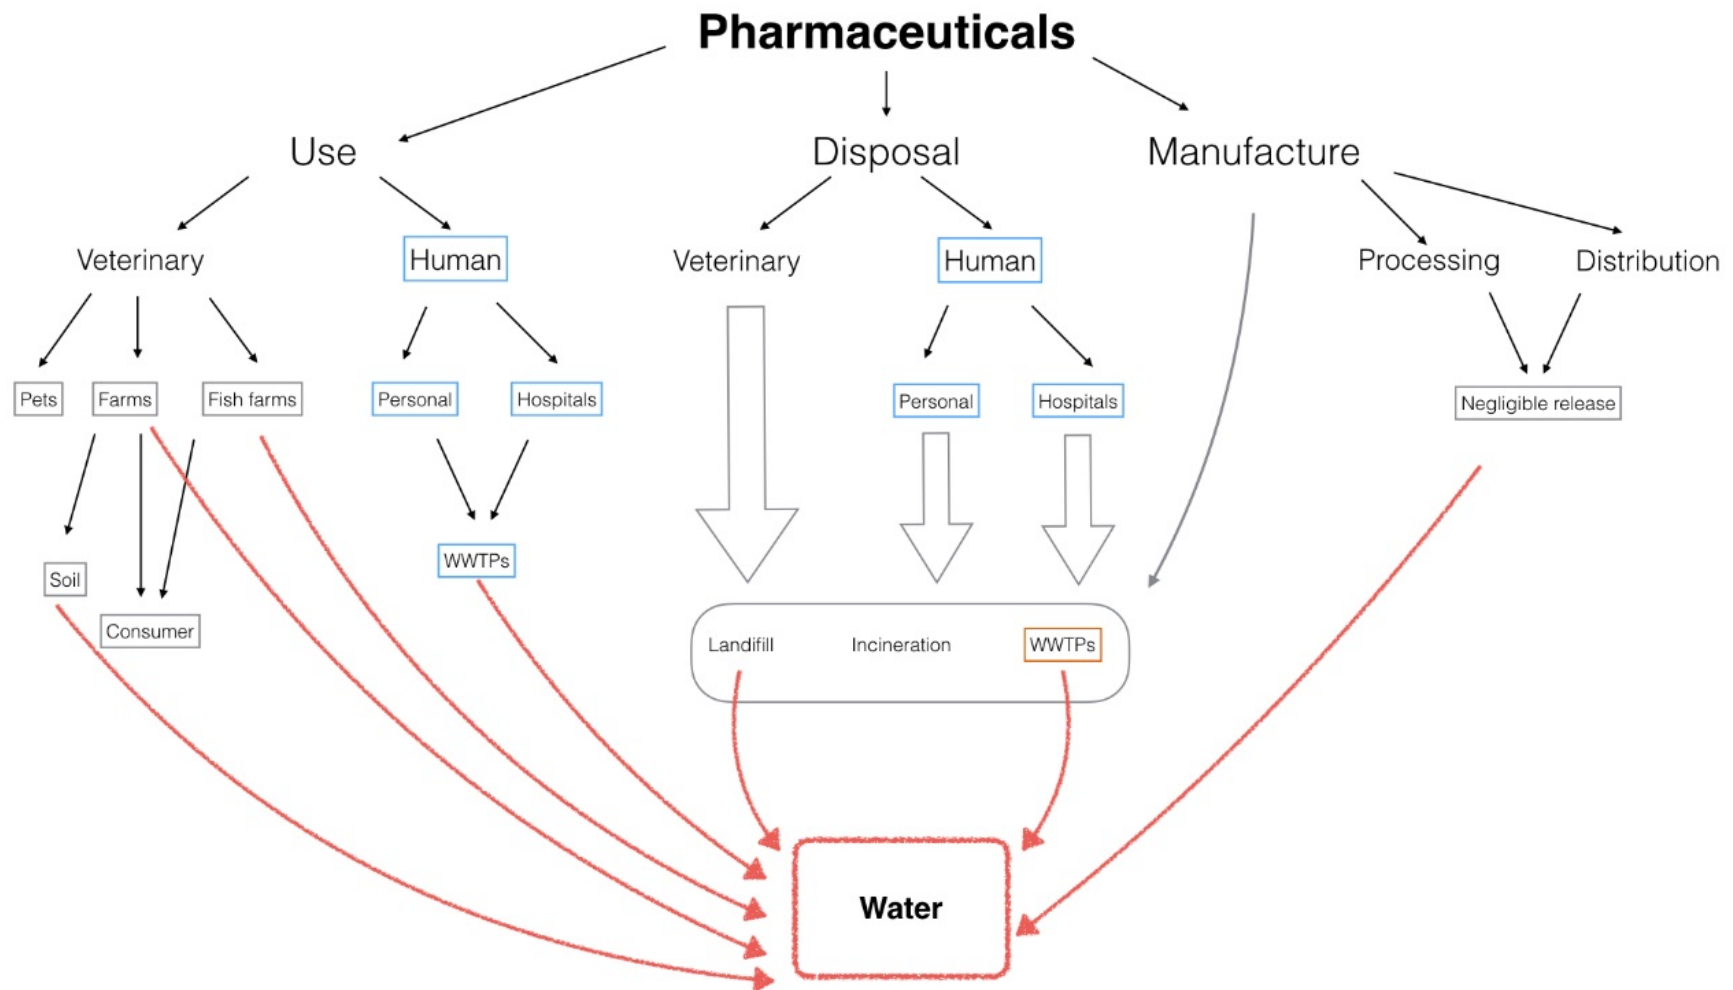 Pharmaceuticals
Use
Disposal
Manufacture
Veterinary
Human
Veterinary
Human
Processing
Distribution
Pets
Farms
Fish farms
Personal
Hospitals
Personal
Hospitals
Negligible release
WWTPs
Soil
Consumer
Landifill
Incineration
WWTPs
Water